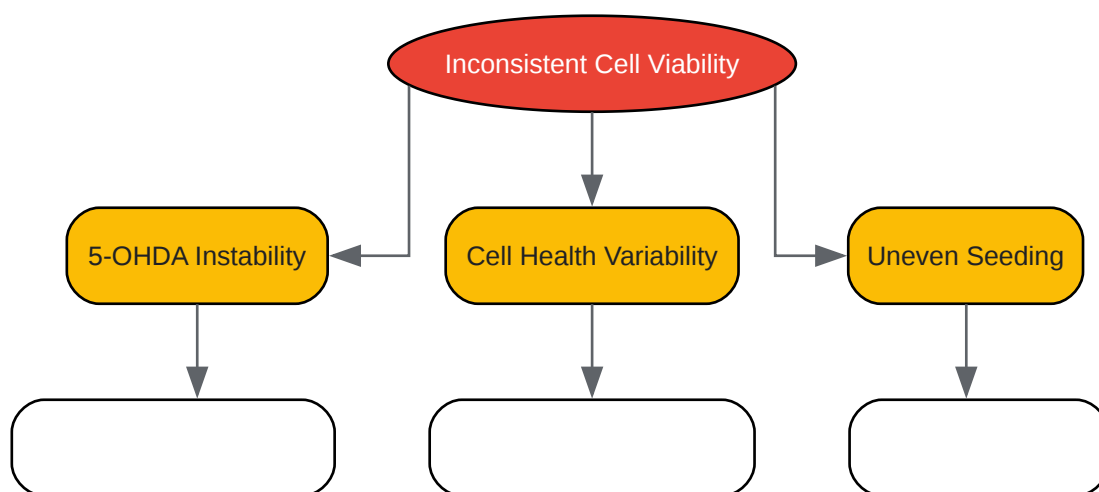 Inconsistent Cell Viability
5-OHDA Instability
Cell Health Variability
Uneven Seeding